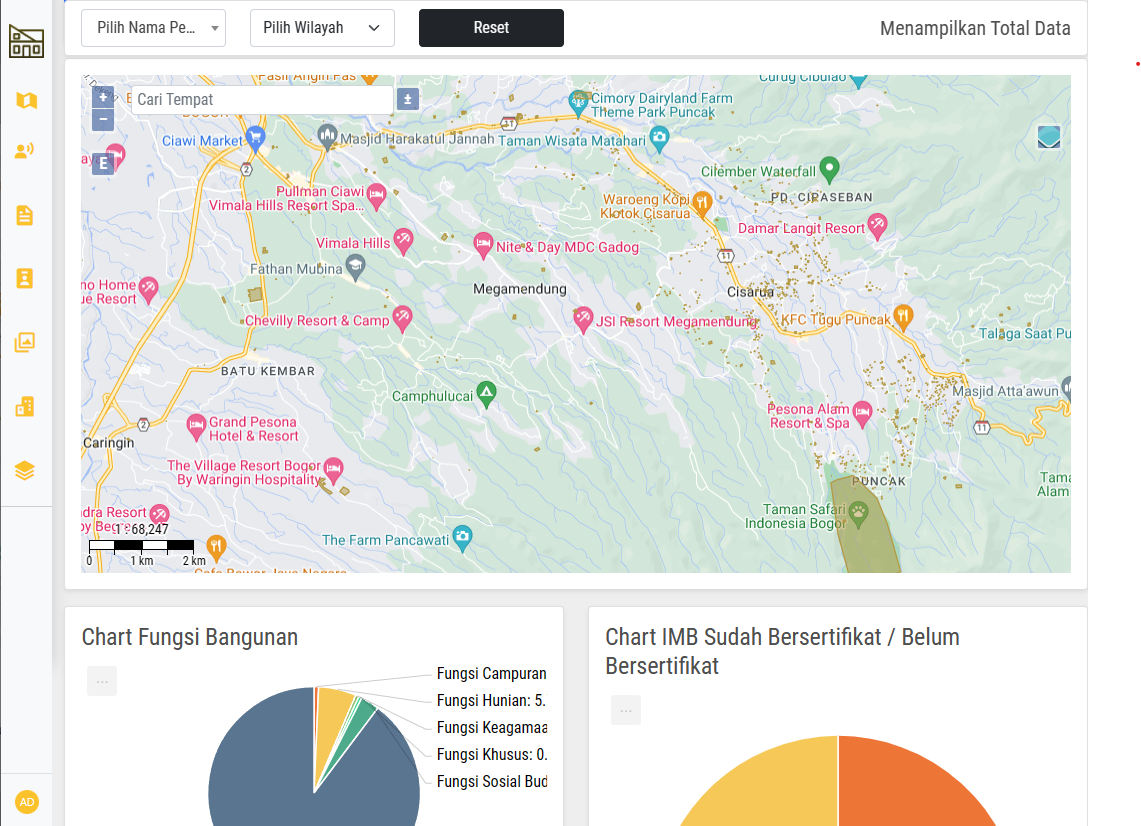 Pilih Nama Pe...
Pilih Wilayah
Reset
Menampilkan Total Data
+
Cari Tempat
±
−
E
Curug Cibulao
Cimory Dairyland Farm
Theme Park Puncak
11
Ciawi Market
Masjid Harakatul Jannah
Taman Wisata Matahari
2
Cilember Waterfall
Pullman Ciawi
Vimala Hills Resort Spa...
Waroeng Kopi
Klotok Cisarua
PD. CIRASEBAN
Damar Langit Resort
Vimala Hills
Nite & Day MDC Gadog
11
Fathan Mubina
no Home
ue Resort
Megamendung
Cisarua
Chevilly Resort & Camp
JSI Resort Megamendung
KFC Tugu Puncak
Talaga Saat Pu
BATU KEMBAR
Camphulucai
Masjid Atta'awun
Pesona Alam
Resort & Spa
2
Grand Pesona
Hotel & Resort
11
Caringin
The Village Resort Bogor
By Waringin Hospitality
PUNCAK
Tama
Alam
Taman Safari
Indonesia Bogor
dra Resort
1 : 68,247
The Farm Pancawati
0
1 km
2 km
Chart Fungsi Bangunan
...
Fungsi Campuran
Fungsi Hunian: 5.
Fungsi Keagamaa
Fungsi Khusus: 0.
Fungsi Sosial Bud
Chart IMB Sudah Bersertifikat / Belum
Bersertifikat
...
AD